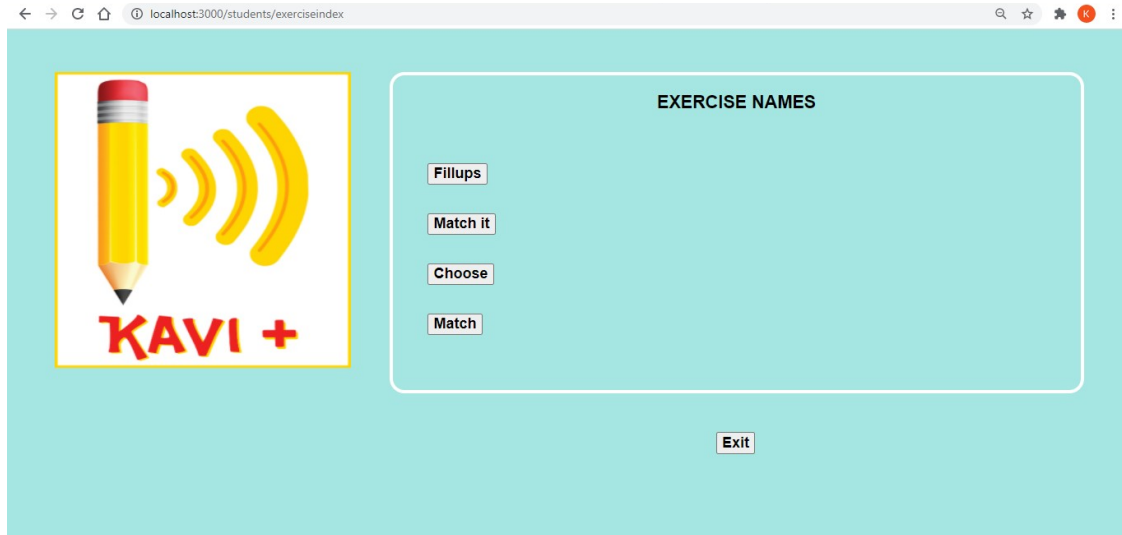 localhost:3000/students/exerciseindex
K
EXERCISE NAMES
Fillups
Match it
Choose
Match
KAVI +
Exit